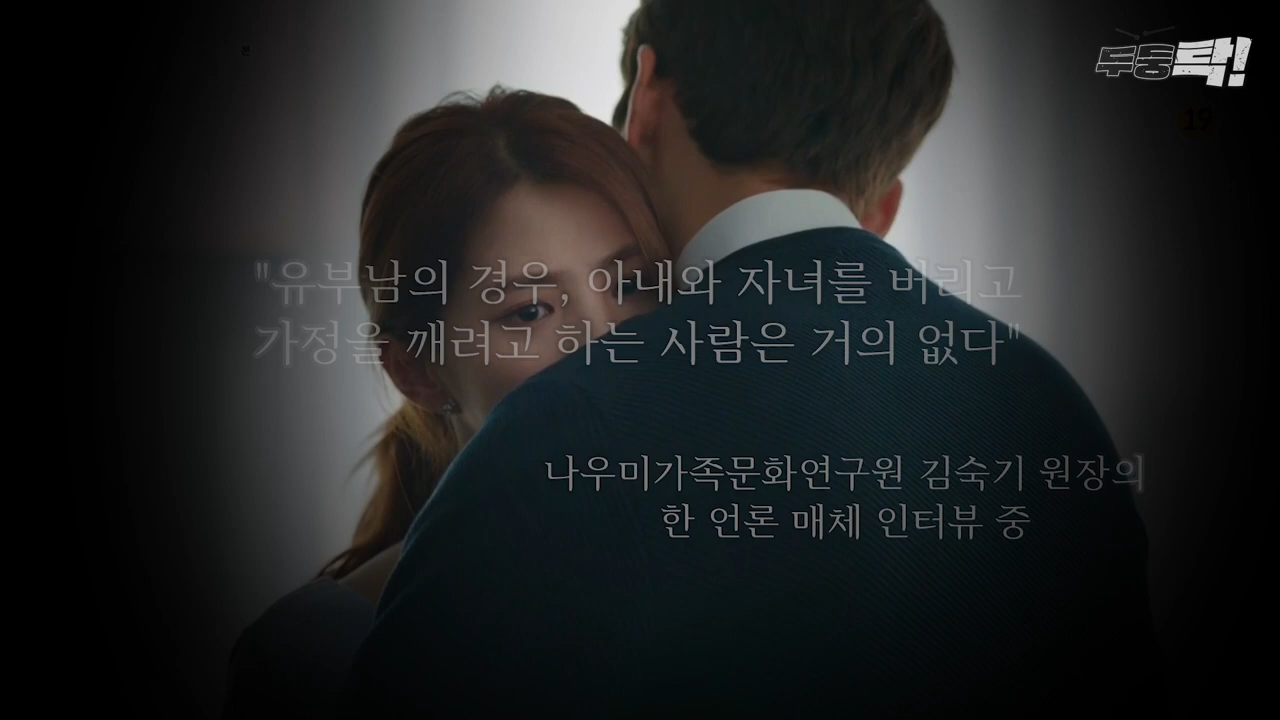 두둥탁!
19
"유부남의 경우, 아내와 자녀를 버리고
가정을 깨려고 하는 사람은 거의 없다"
나우미가족문화연구원 김숙기 원장의
한 언론 매체 인터뷰 중